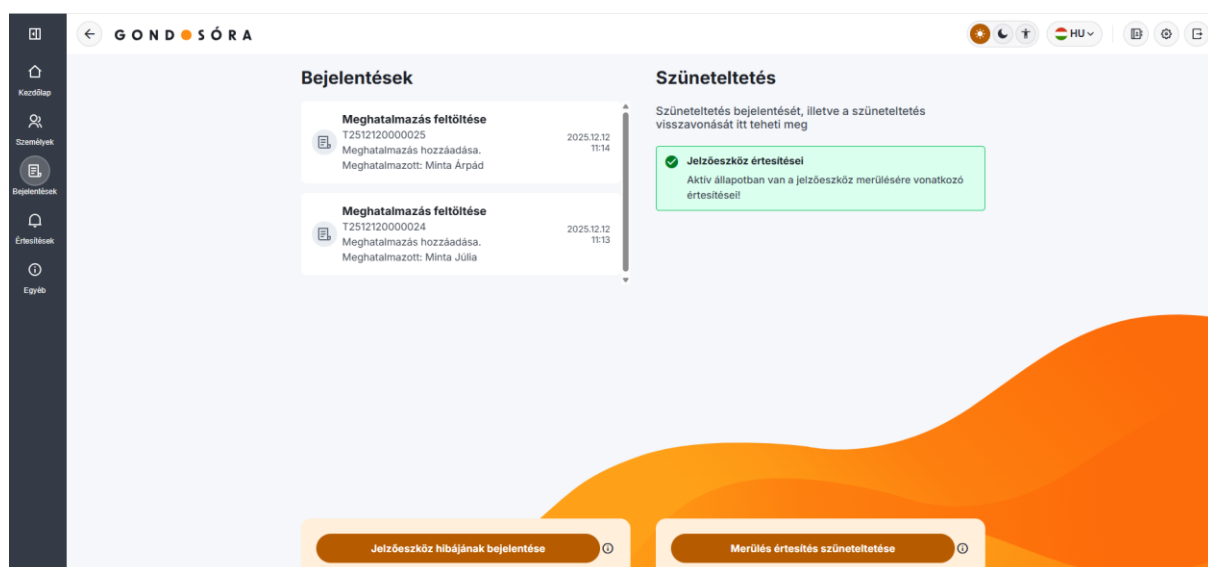 GONDOSÓRA
HU
Kezdőlap
Személyek
Bejelentések
Értesítések
Egyéb
Bejelentések
Meghatalmazás feltöltése
T2512120000025
Meghatalmazás hozzáadása.
Meghatalmazott: Minta Árpád
2025.12.12
11:14
Meghatalmazás feltöltése
T2512120000024
Meghatalmazás hozzáadása.
Meghatalmazott: Minta Júlia
2025.12.12
11:13
Jelzőeszköz hibájának bejelentése
Szüneteltetés
Szüneteltetés bejelentését, illetve a szüneteltetés
visszavonását itt teheti meg
Jelzőeszköz értesítései
Aktív állapotban van a jelzőeszköz merülésére vonatkozó
értesítései!
Merülés értesítés szüneteltetése